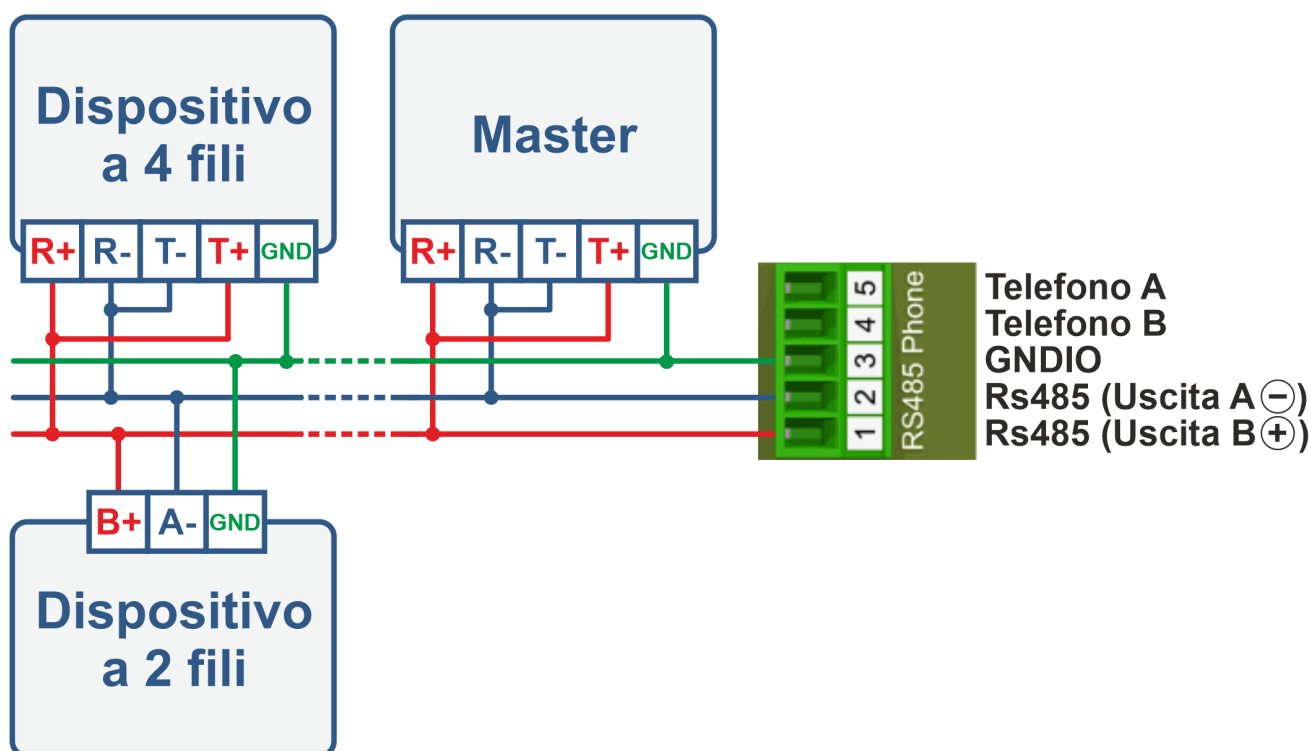 Dispositivo
a 4 fili
R+ R- T- T+ GND
Master
R+ R- T- T+ GND
5 Telefono A
4 Telefono B
3 GNDIO
2 Rs485 (Uscita A⊖)
1 Rs485 (Uscita B⊕)
RS485 Phone
B+ A- GND
Dispositivo
a 2 fili